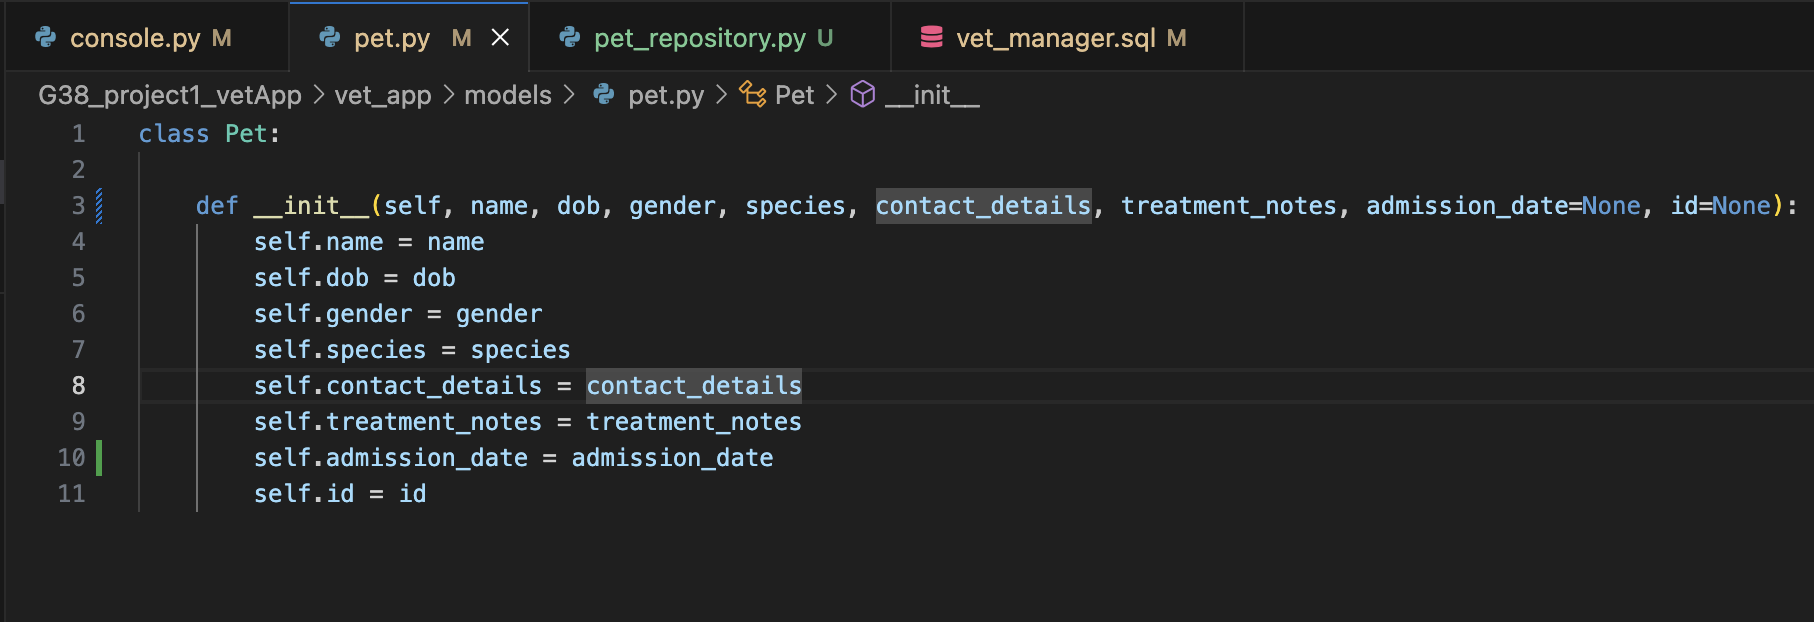 console.py M pet.py M pet_repository.py U vet_manager.sql M
G38_project1_vetApp > vet_app > models > pet.py > Pet > __init__
1 class Pet:
2
3 def __init__(self, name, dob, gender, species, contact_details, treatment_notes, admission_date=None, id=None):
4 self.name = name
5 self.dob = dob
6 self.gender = gender
7 self.species = species
8 self.contact_details = contact_details
9 self.treatment_notes = treatment_notes
10 self.admission_date = admission_date
11 self.id = id